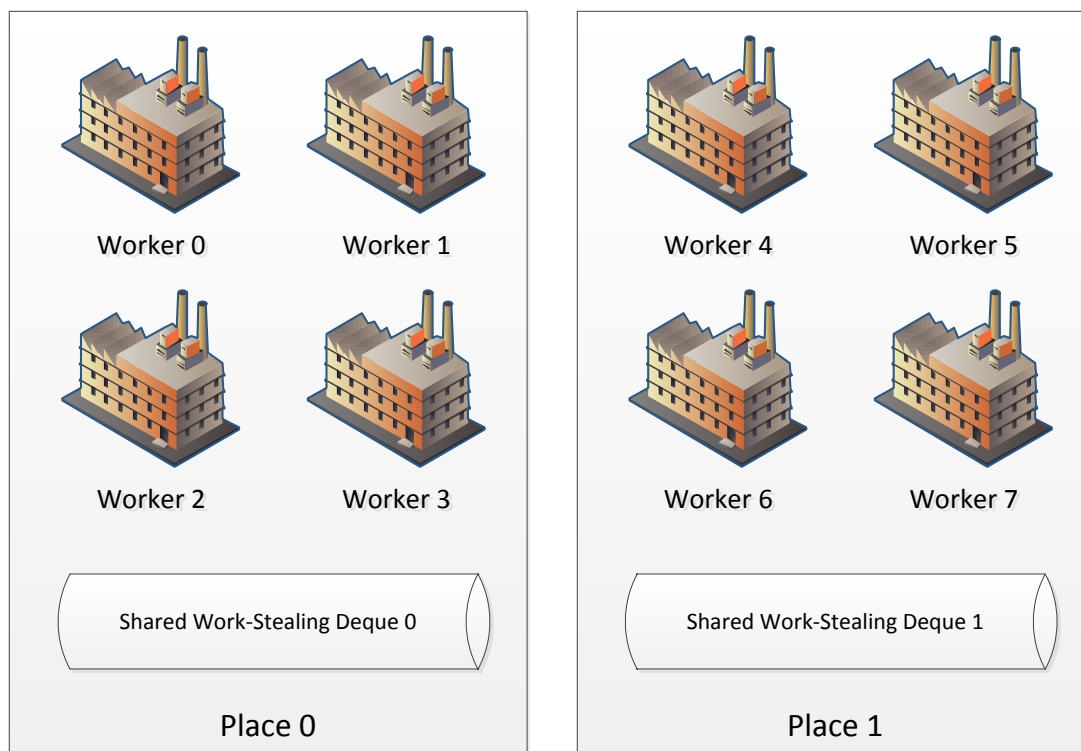 Worker 0
Worker 1
Worker 2
Worker 3
Shared Work-Stealing Deque 0
Place 0
Worker 4
Worker 5
Worker 6
Worker 7
Shared Work-Stealing Deque 1
Place 1